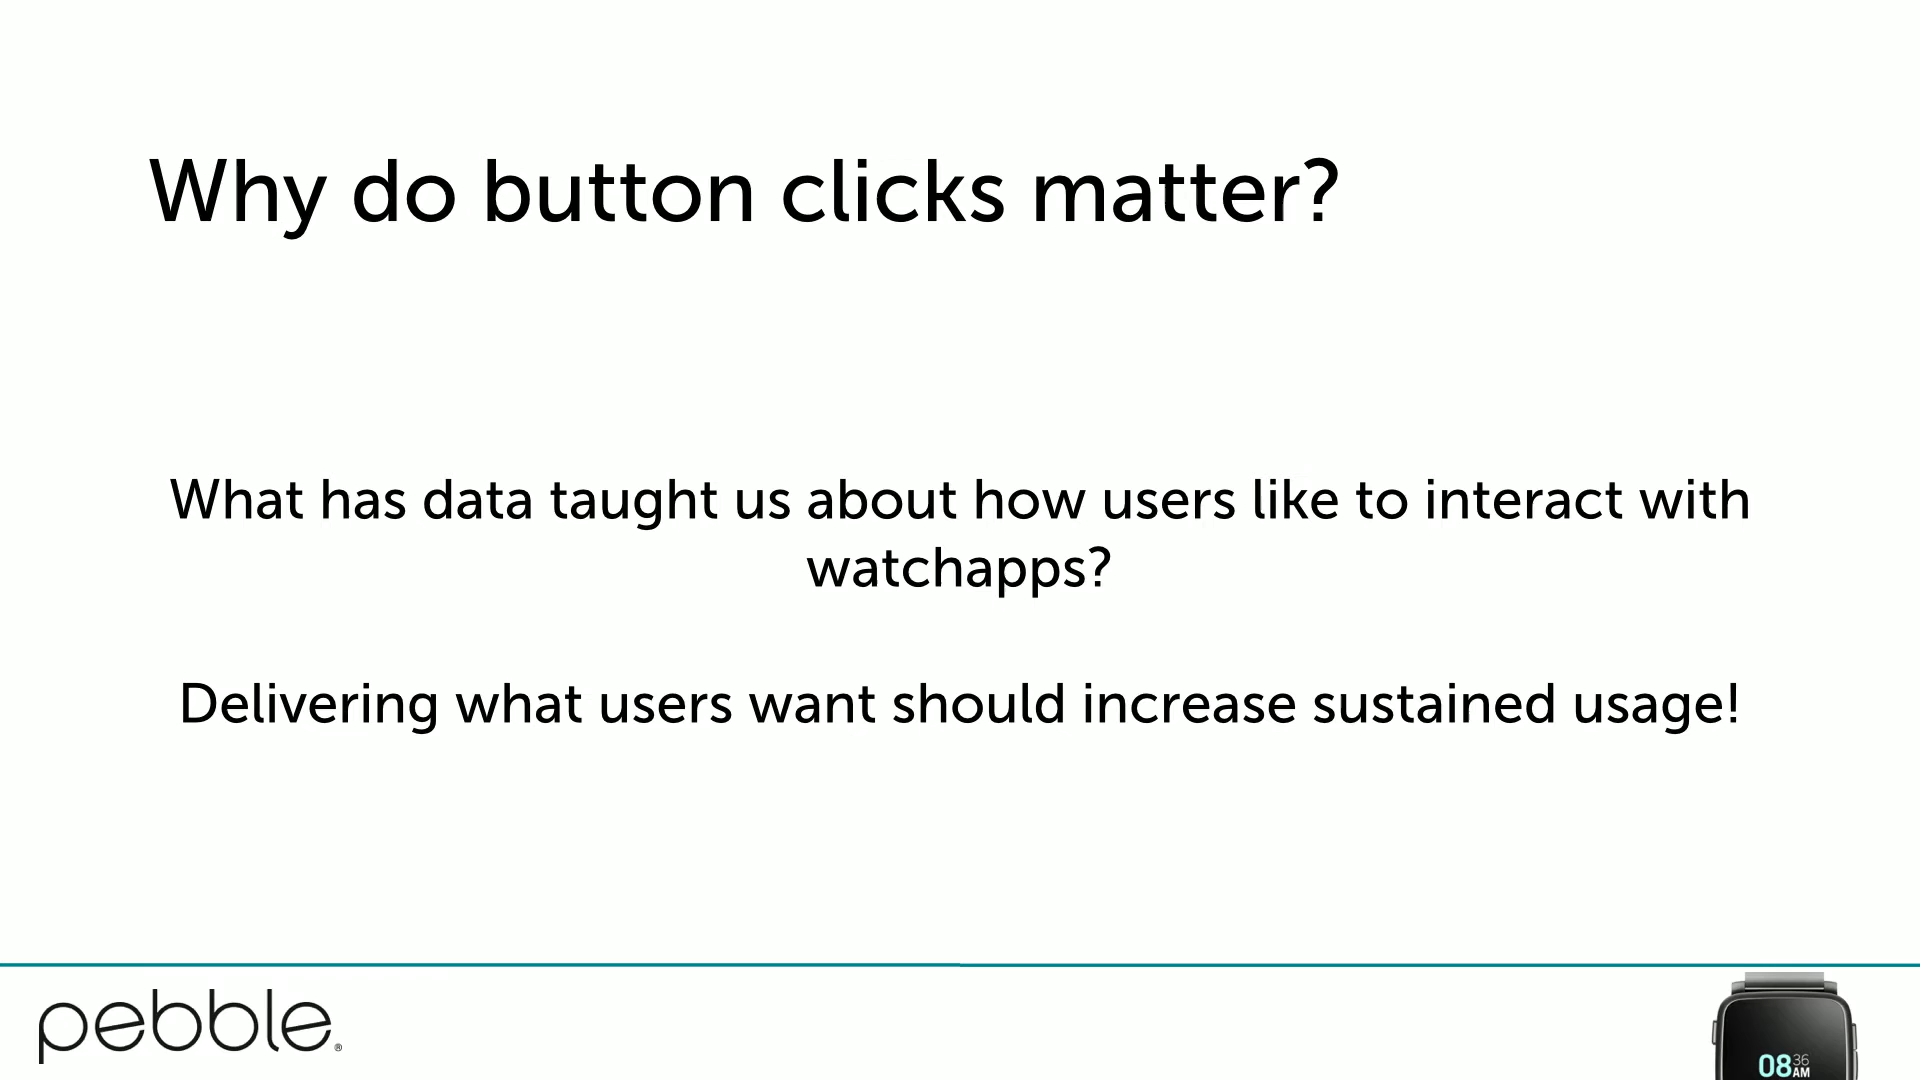 Why do button clicks matter?
What has data taught us about how users like to interact with
watchapps?
Delivering what users want should increase sustained usage!
pebble®
08 36
AM